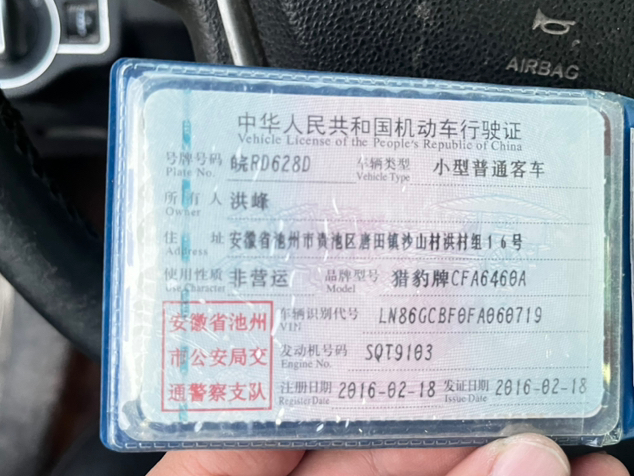 AIRBAG
中华人民共和国机动车行驶证
Vehicle License of the People's Republic of China
号牌号码 皖RD628D 车辆类型 小型普通客车
Plate No. Vehicle Type
所有人 洪峰
Owner
住址 安徽省池州市贵池区唐田镇沙山村洪村组16号
Address
使用性质 非营运 品牌型号 猎豹牌CFA6460A
Use Character Model
安徽省池州
市公安局交
通警察支队
车辆识别代号 LN86GCBF0FA060719
VIN
发动机号码 SQT9103
Engine No.
注册日期 2016-02-18 发证日期 2016-02-18
Register Date Issue Date